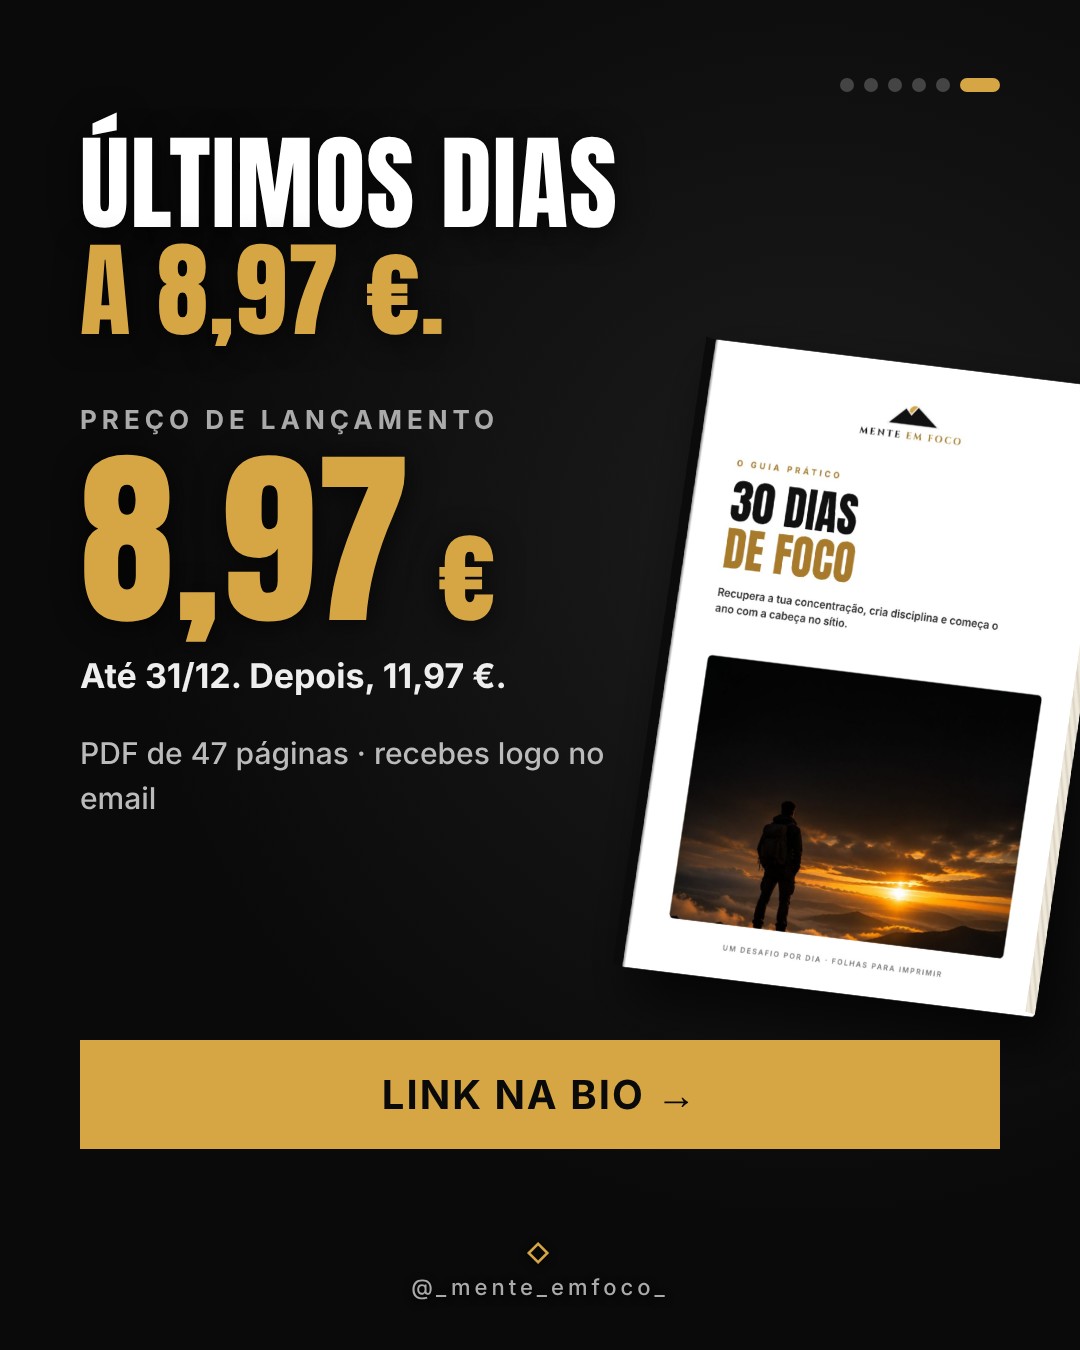 ÚLTIMOS DIAS
A 8,97 €.
PREÇO DE LANÇAMENTO
8,97 €
Até 31/12. Depois, 11,97 €.
PDF de 47 páginas · recebes logo no
email
MENTE EM FOCO
O GUIA PRÁTICO
30 DIAS
DE FOCO
Recupera a tua concentração, cria disciplina e começa o
ano com a cabeça no sítio.
UM DESAFIO POR DIA · FOLHAS PARA IMPRIMIR
LINK NA BIO →
@_mente_emfoco_